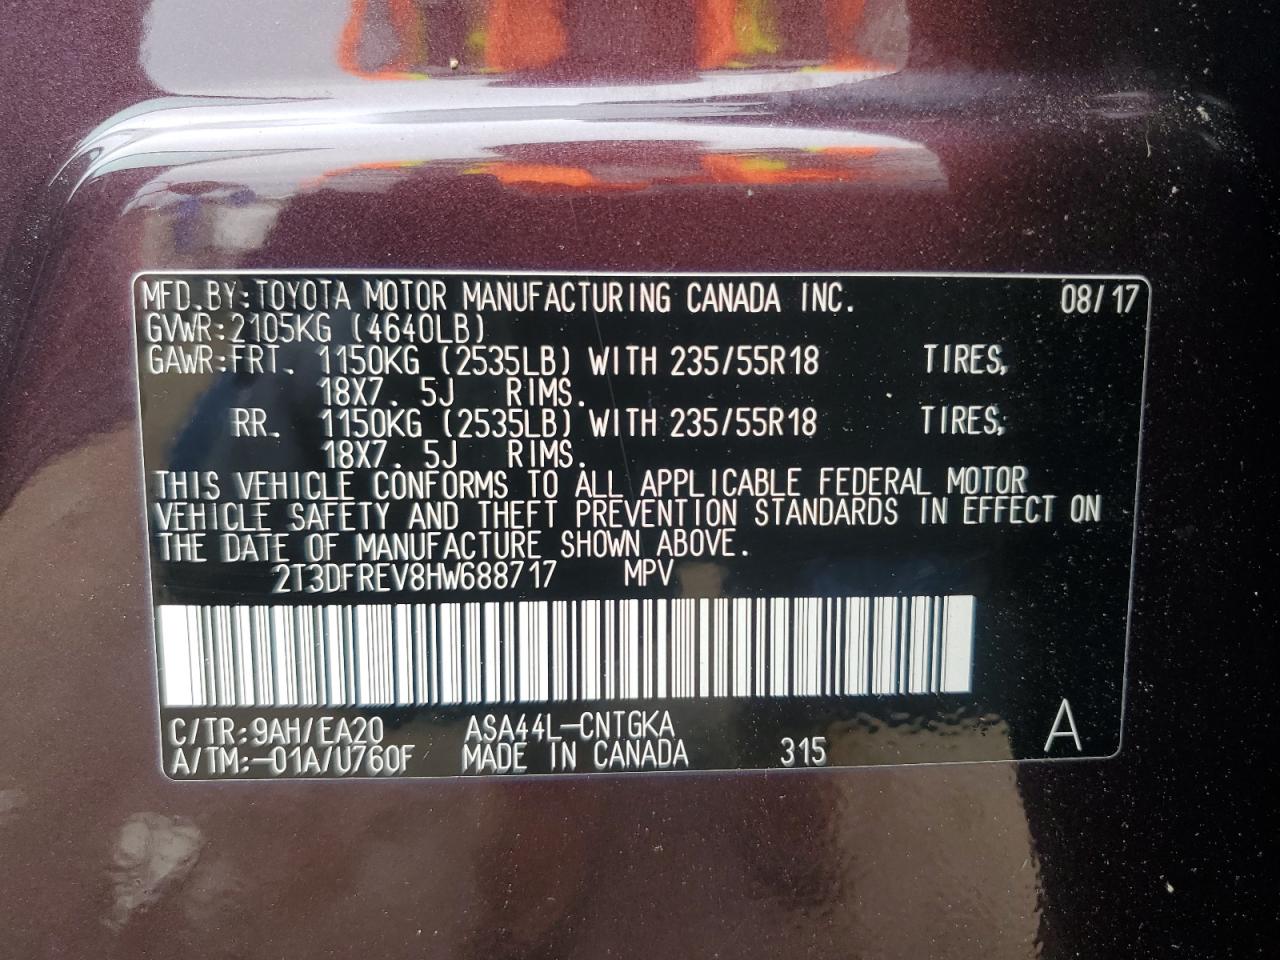 MFD. BY: TOYOTA MOTOR MANUFACTURING CANADA INC. 08/17
GVWR: 2105KG (4640LB)
GAWR: FRT. 1150KG (2535LB) WITH 235/55R18 TIRES,
18X7. 5J RIMS.
RR. 1150KG (2535LB) WITH 235/55R18 TIRES,
18X7. 5J RIMS.
THIS VEHICLE CONFORMS TO ALL APPLICABLE FEDERAL MOTOR
VEHICLE SAFETY AND THEFT PREVENTION STANDARDS IN EFFECT ON
THE DATE OF MANUFACTURE SHOWN ABOVE.
2T3DFREV8HW688717 MPV
C/TR: 9AH/EA20 ASA44L-CNTGKA
A/TM: -01A/U760F MADE IN CANADA 315 A